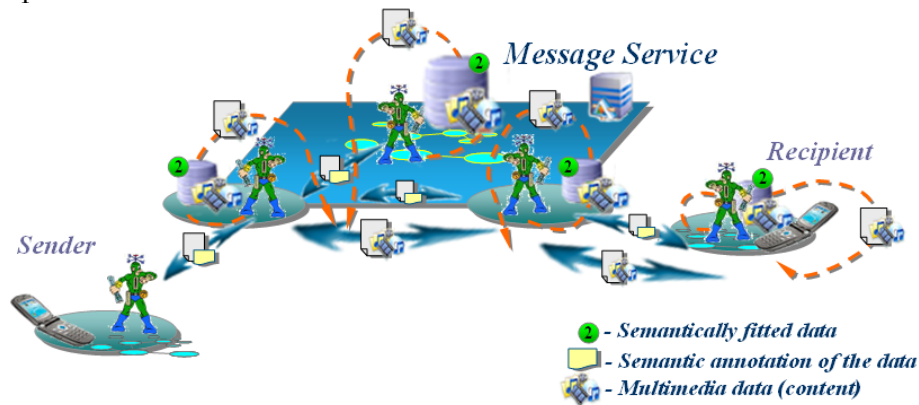 Message Service
2
2
2
2
Recipient
Sender
2 - Semantically fitted data
- Semantic annotation of the data
- Multimedia data (content)